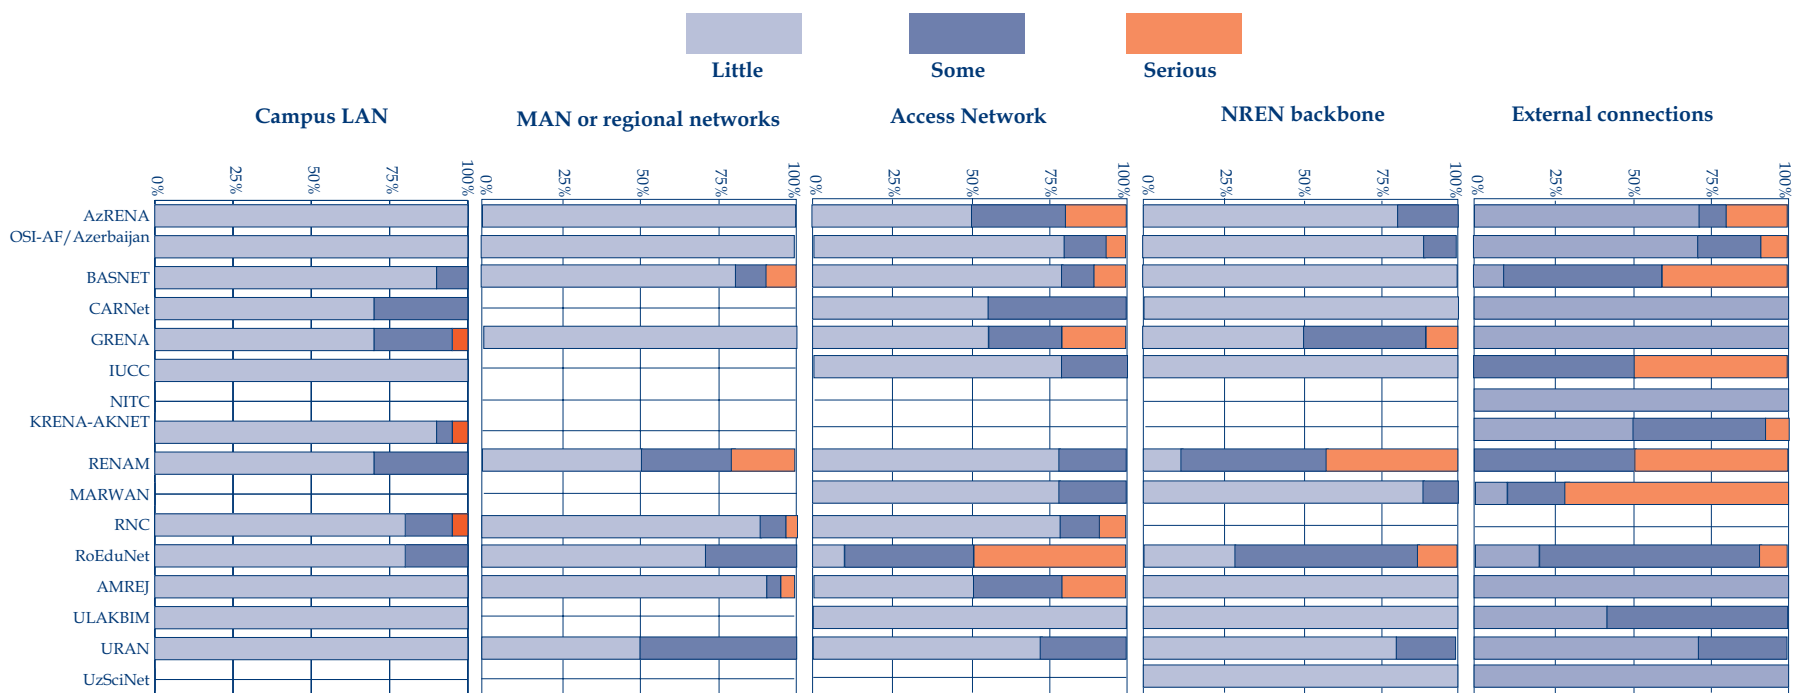 Little Some Serious
Campus LAN MAN or regional networks Access Network NREN backbone External connections
0% 25% 50% 75% 100% 0% 25% 50% 75% 100% 0% 25% 50% 75% 100% 0% 25% 50% 75% 100% 0% 25% 50% 75% 100%
AzRENA
OSI-AF/Azerbaijan
BASNET
CARNet
GRENA
IUCC
NITC
KRENA-AKNET
RENAM
MARWAN
RNC
RoEduNet
AMREJ
ULAKBIM
URAN
UzSciNet